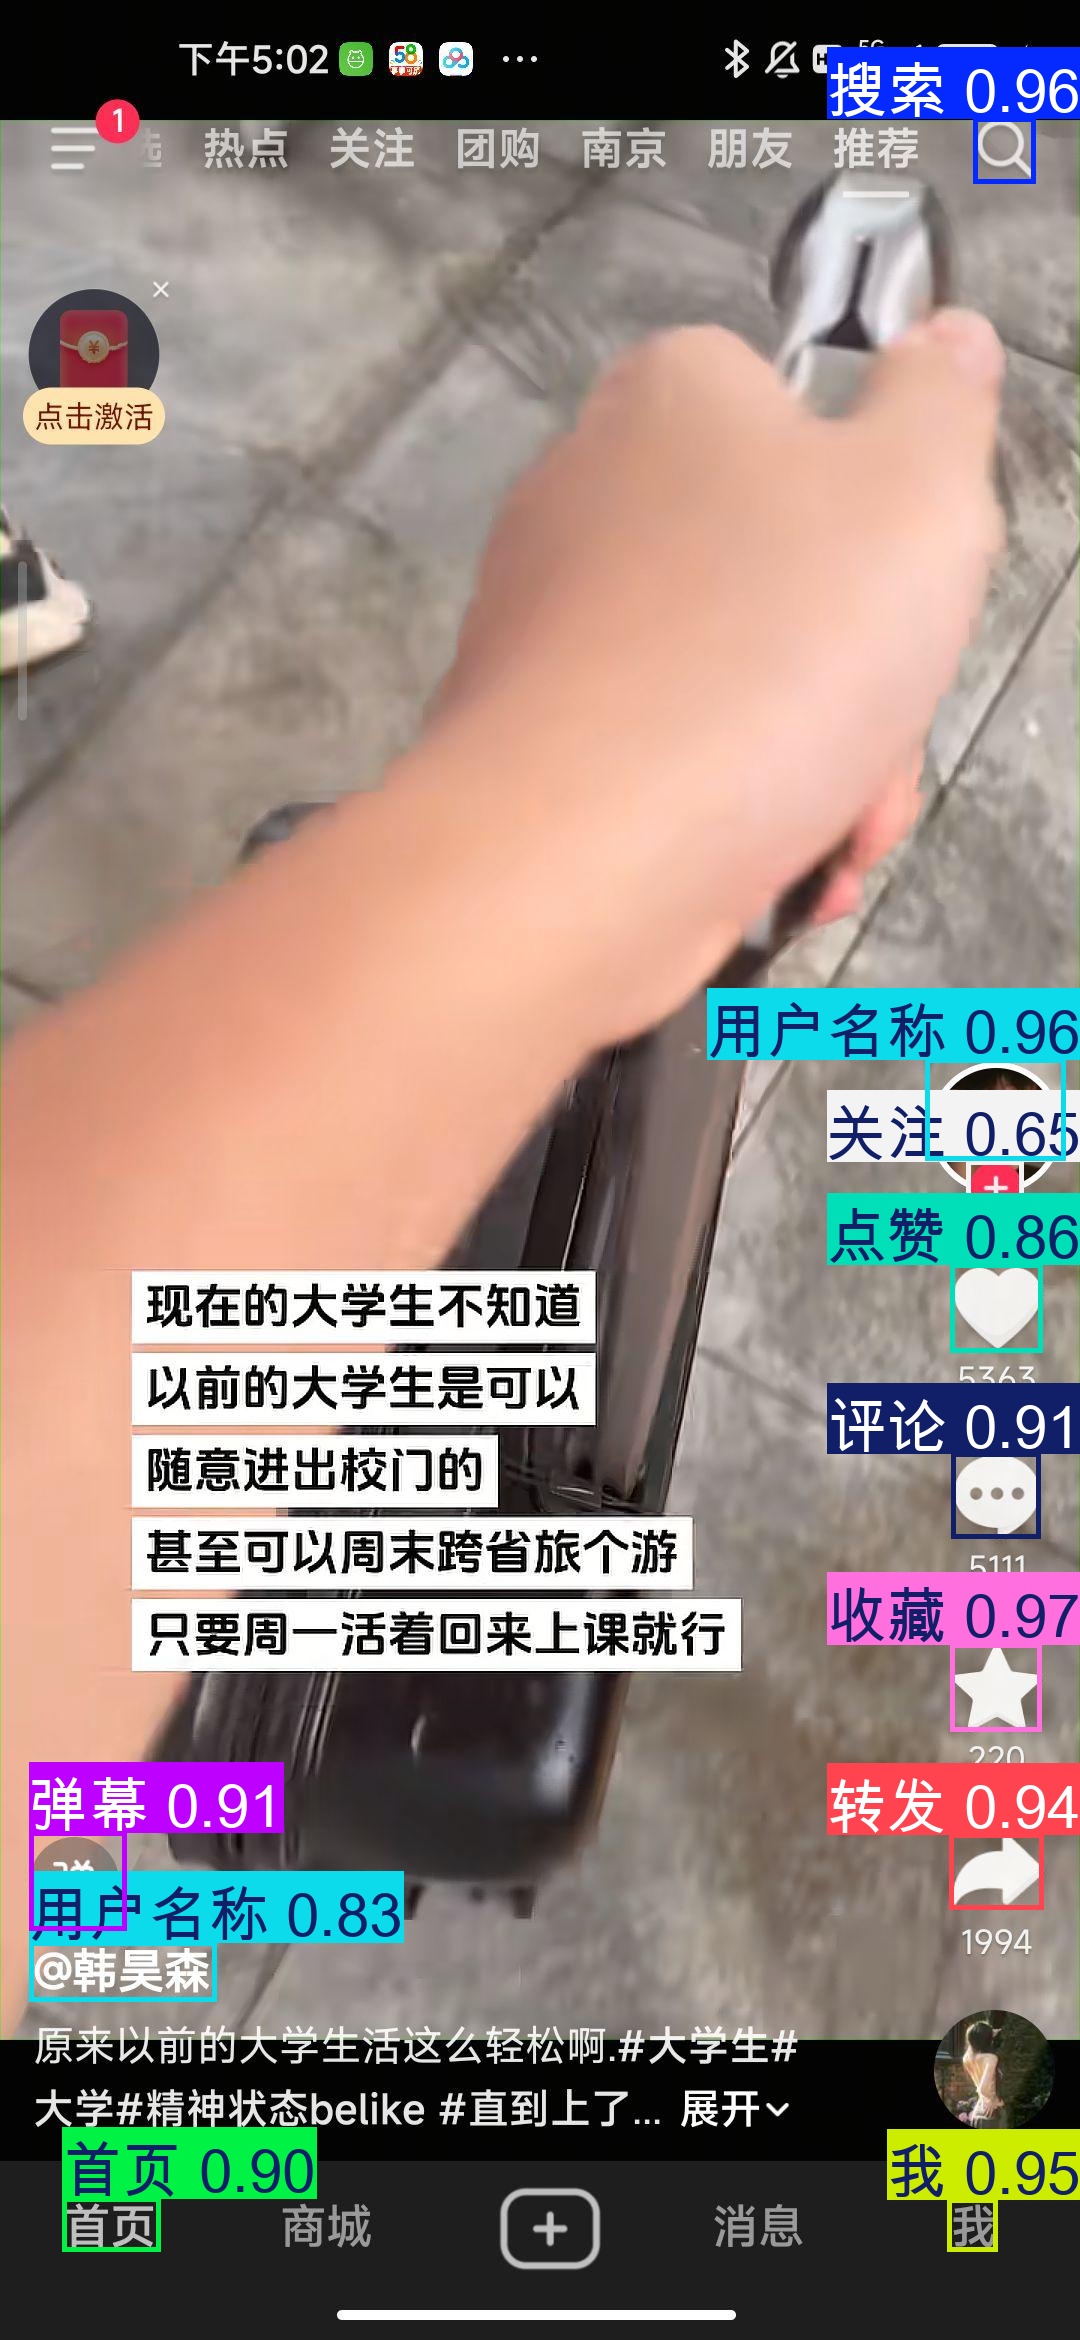 下午5:02
58
搜索 0.96
1
热点 关注 团购 南京 朋友 推荐
点击激活
用户名称 0.96
关注 0.65
点赞 0.86
现在的大学生不知道
以前的大学生是可以
5363
评论 0.91
随意进出校门的
甚至可以周末跨省旅个游
5111
收藏 0.97
只要周一活着回来上课就行
220
弹幕 0.91
转发 0.94
用户名称 0.83
1994
@韩昊森
原来以前的大学生活这么轻松啊.#大学生#
大学#精神状态belike #直到上了... 展开
首页 0.90
我 0.95
首页 商城 消息 我